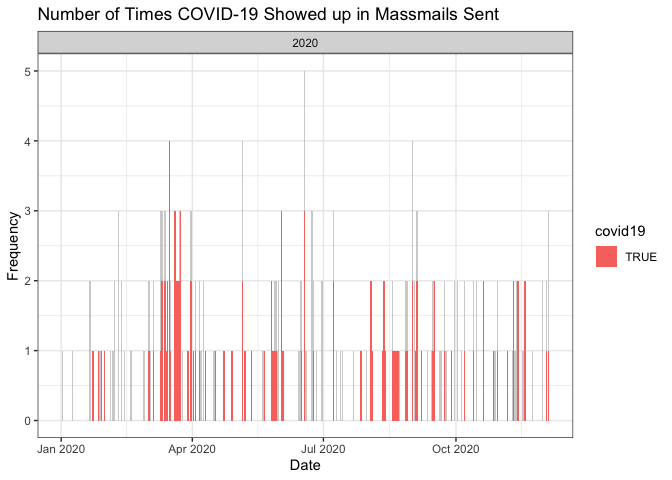 Number of Times COVID-19 Showed up in Massmails Sent
2020
5
4
3
2
1
0
Frequency
Jan 2020 Apr 2020 Jul 2020 Oct 2020
Date
covid19
TRUE